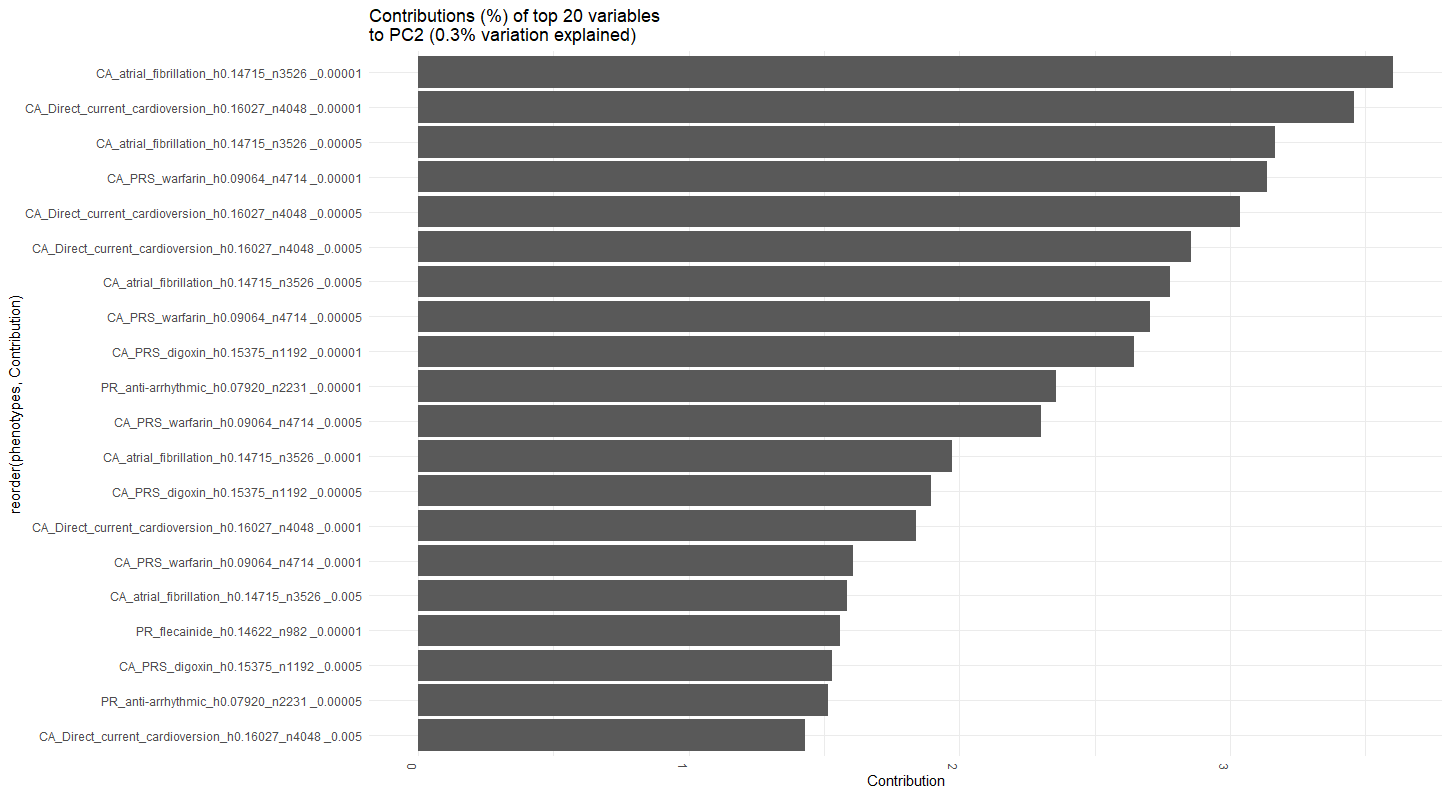 Contributions (%) of top 20 variables
to PC2 (0.3% variation explained)
CA_atrial_fibrillation_h0.14715_n3526 _0.00001
CA_Direct_current_cardioversion_h0.16027_n4048 _0.00001
CA_atrial_fibrillation_h0.14715_n3526 _0.00005
CA_PRS_warfarin_h0.09064_n4714 _0.00001
CA_Direct_current_cardioversion_h0.16027_n4048 _0.00005
CA_Direct_current_cardioversion_h0.16027_n4048 _0.0005
CA_atrial_fibrillation_h0.14715_n3526 _0.0005
CA_PRS_warfarin_h0.09064_n4714 _0.00005
CA_PRS_digoxin_h0.15375_n1192 _0.00001
PR_anti-arrhythmic_h0.07920_n2231 _0.00001
CA_PRS_warfarin_h0.09064_n4714 _0.0005
CA_atrial_fibrillation_h0.14715_n3526 _0.0001
CA_PRS_digoxin_h0.15375_n1192 _0.00005
CA_Direct_current_cardioversion_h0.16027_n4048 _0.0001
CA_PRS_warfarin_h0.09064_n4714 _0.0001
CA_atrial_fibrillation_h0.14715_n3526 _0.005
PR_flecainide_h0.14622_n982 _0.00001
CA_PRS_digoxin_h0.15375_n1192 _0.0005
PR_anti-arrhythmic_h0.07920_n2231 _0.00005
CA_Direct_current_cardioversion_h0.16027_n4048 _0.005
reorder(phenotypes, Contribution)
0 1 2 3
Contribution